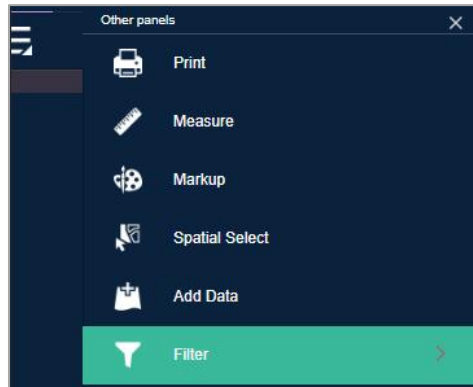 Other panels
Print
Measure
Markup
Spatial Select
Add Data
Filter